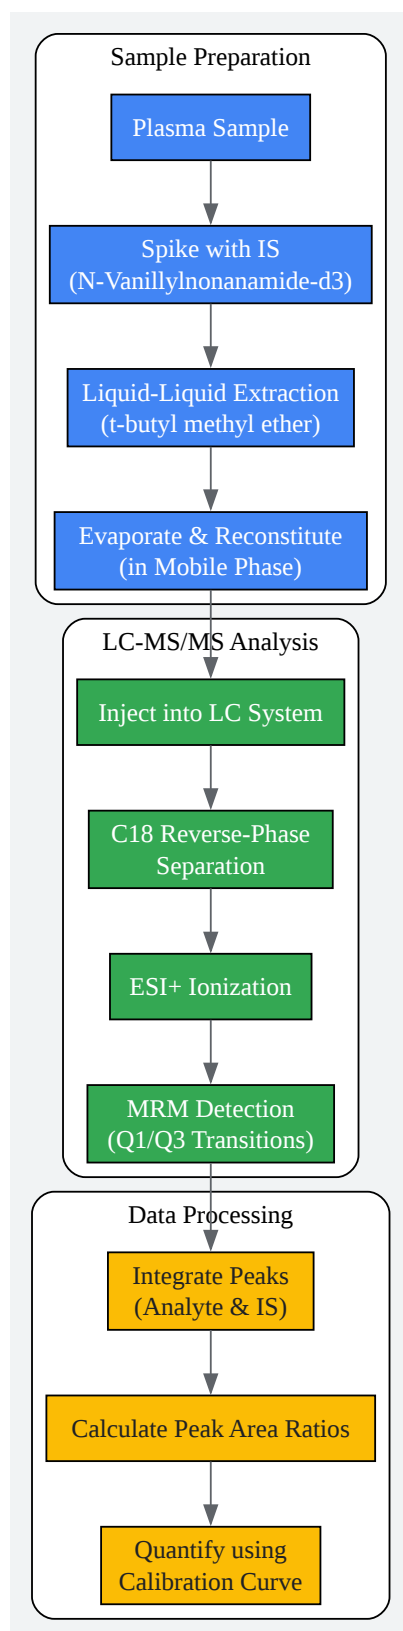 Sample Preparation
Plasma Sample
Spike with IS
(N-Vanillylnonanamide-d3)
Liquid-Liquid Extraction
(t-butyl methyl ether)
Evaporate & Reconstitute
(in Mobile Phase)
LC-MS/MS Analysis
Inject into LC System
C18 Reverse-Phase
Separation
ESI+ Ionization
MRM Detection
(Q1/Q3 Transitions)
Data Processing
Integrate Peaks
(Analyte & IS)
Calculate Peak Area Ratios
Quantify using
Calibration Curve